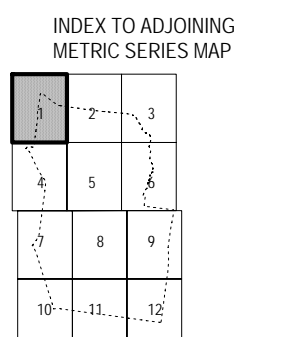 INDEX TO ADJOINING
METRIC SERIES MAP
1 2 3
4 5 6
7 8 9
10 11 12